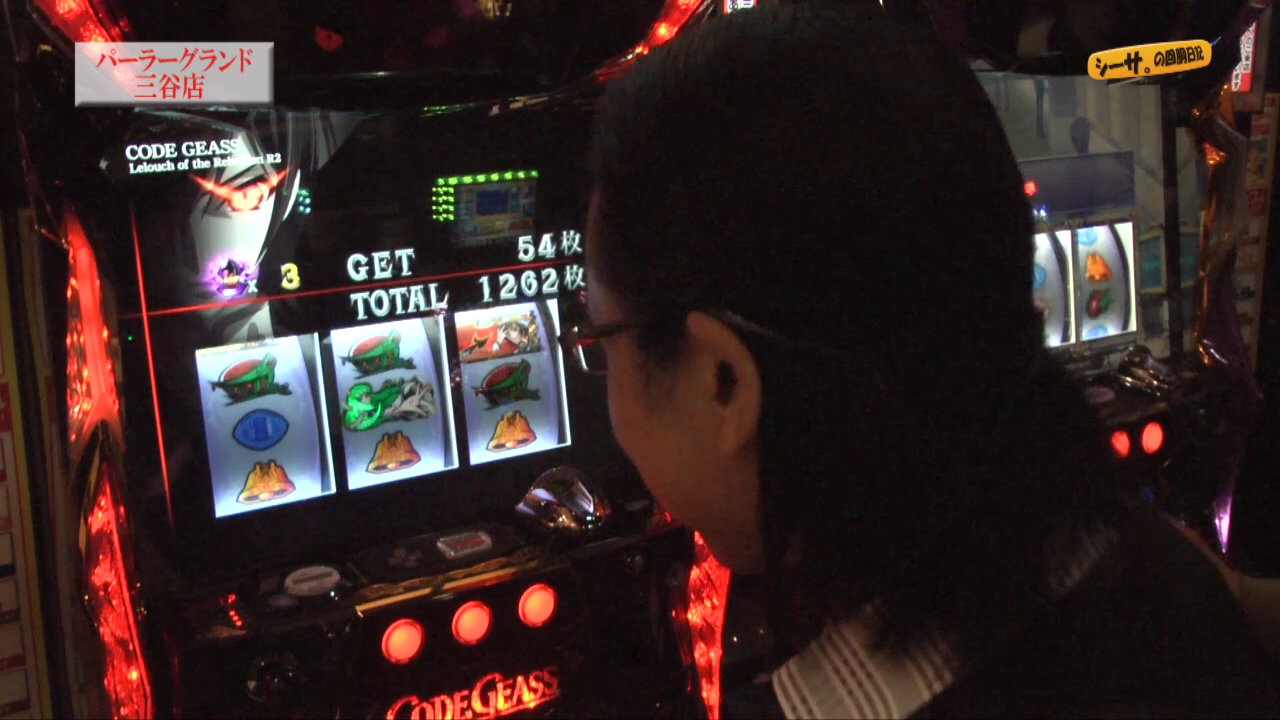 パーラーグランド
三谷店
シーサ。の回胴日記
CODE GEASS
Lelouch of the Rebellion R2
x 3
GET 54枚
TOTAL 1262枚
CODE GEASS